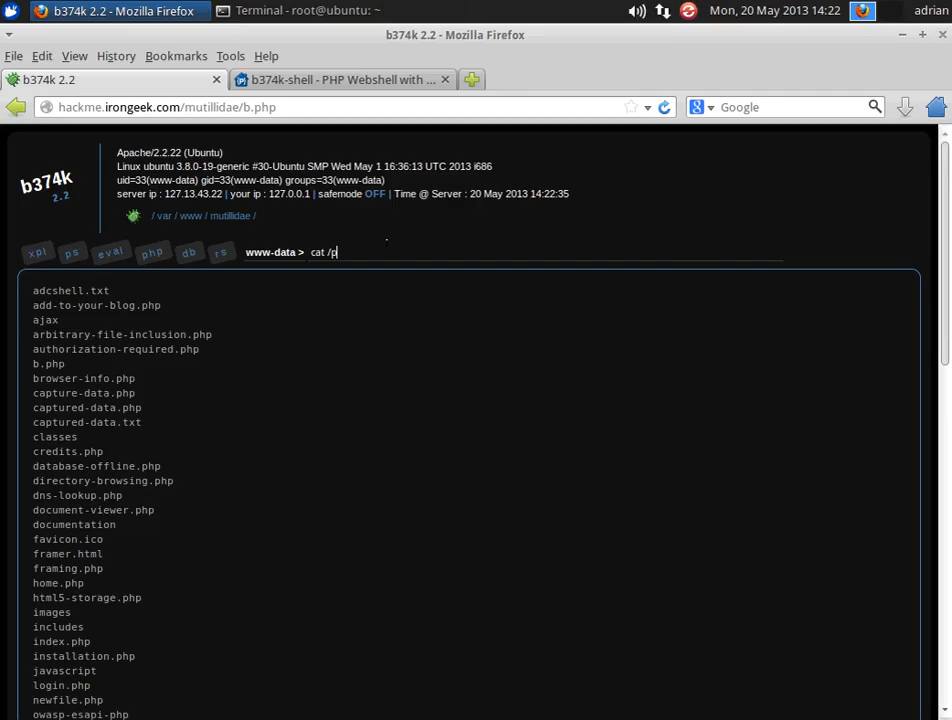 b374k 2.2 - Mozilla Firefox
Terminal - root@ubuntu: ~
Mon, 20 May 2013 14:22
adrian
b374k 2.2 - Mozilla Firefox
File Edit View History Bookmarks Tools Help
b374k 2.2
b374k-shell - PHP Webshell with ...
hackme.irongeek.com/mutillidae/b.php
Google
b374k
2.2
Apache/2.2.22 (Ubuntu)
Linux ubuntu 3.8.0-19-generic #30-Ubuntu SMP Wed May 1 16:36:13 UTC 2013 i686
uid=33(www-data) gid=33(www-data) groups=33(www-data)
server ip : 127.13.43.22 | your ip : 127.0.0.1 | safemode OFF | Time @ Server : 20 May 2013 14:22:35
/ var / www / mutillidae /
xpl ps eval php db rs www-data > cat /p
adcshell.txt
add-to-your-blog.php
ajax
arbitrary-file-inclusion.php
authorization-required.php
b.php
browser-info.php
capture-data.php
captured-data.php
captured-data.txt
classes
credits.php
database-offline.php
directory-browsing.php
dns-lookup.php
document-viewer.php
documentation
favicon.ico
framer.html
framing.php
home.php
html5-storage.php
images
includes
index.php
installation.php
javascript
login.php
newfile.php
owasp-esapi-php